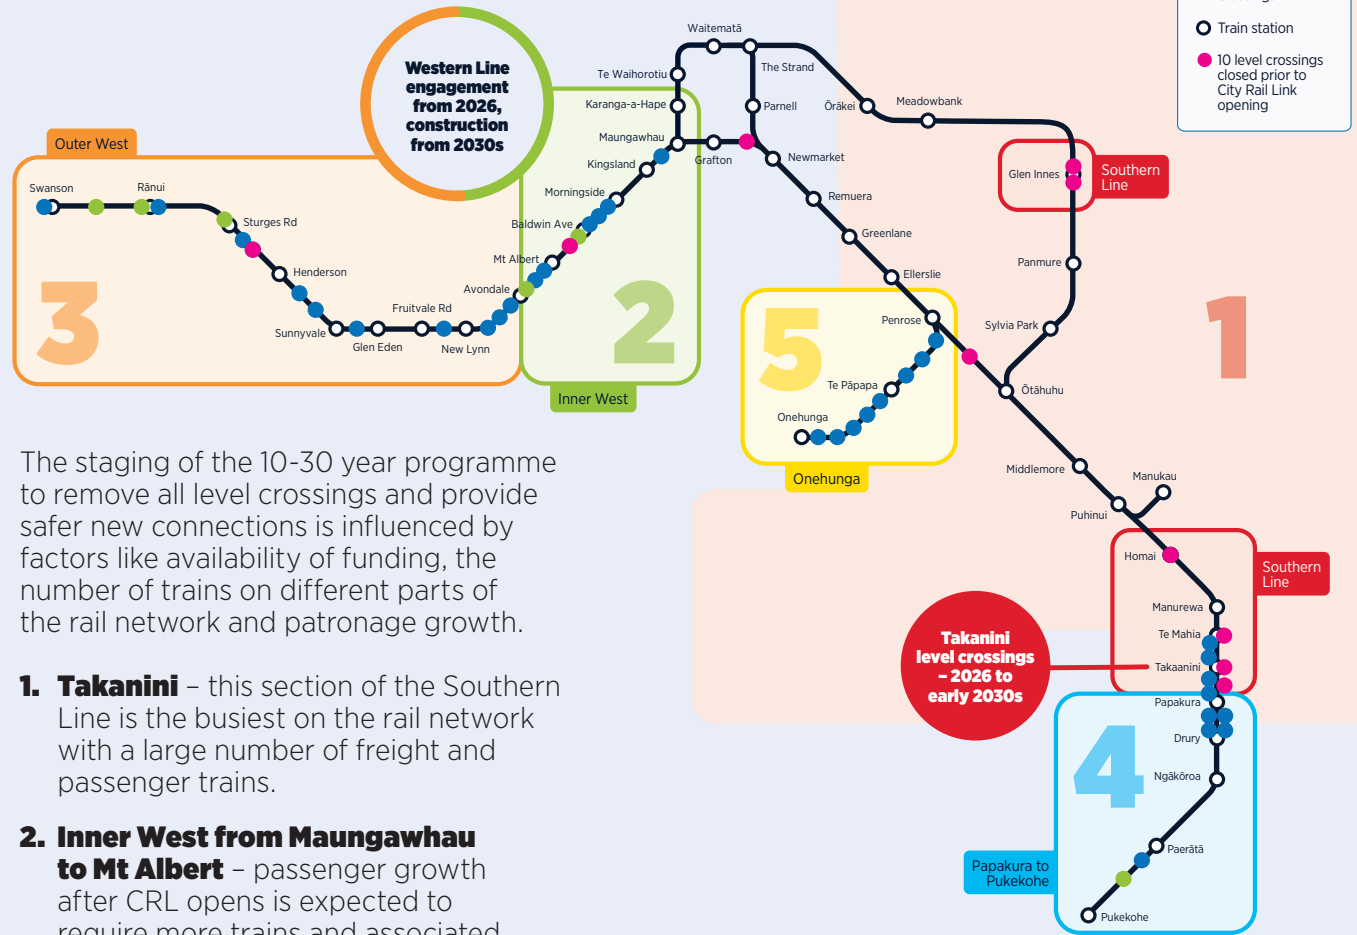 Train station
10 level crossings
closed prior to
City Rail Link
opening
Western Line
engagement
from 2026,
construction
from 2030s
Outer West
Swanson
Rānui
Sturges Rd
Henderson
Sunnyvale
Glen Eden
Fruitvale Rd
New Lynn
3
Avondale
Mt Albert
Baldwin Ave
Morningside
Kingsland
Maungawhau
Karanga-a-Hape
Te Waihorotiu
Waitematā
2
Inner West
The Strand
Parnell
Grafton
Newmarket
Remuera
Greenlane
Ellerslie
Penrose
Ōrākei
Meadowbank
Glen Innes
Southern
Line
Panmure
Sylvia Park
1
Ōtāhuhu
5
Te Pāpapa
Onehunga
Onehunga
Middlemore
Manukau
Puhinui
Homai
Southern
Line
Manurewa
Te Mahia
Takaanini
Takanini
level crossings
– 2026 to
early 2030s
Papakura
Drury
4
Ngākōroa
Paerātā
Papakura to
Pukekohe
Pukekohe
The staging of the 10-30 year programme
to remove all level crossings and provide
safer new connections is influenced by
factors like availability of funding, the
number of trains on different parts of
the rail network and patronage growth.
1. Takanini – this section of the Southern
Line is the busiest on the rail network
with a large number of freight and
passenger trains.
2. Inner West from Maungawhau
to Mt Albert – passenger growth
after CRL opens is expected to
require more trains and associated